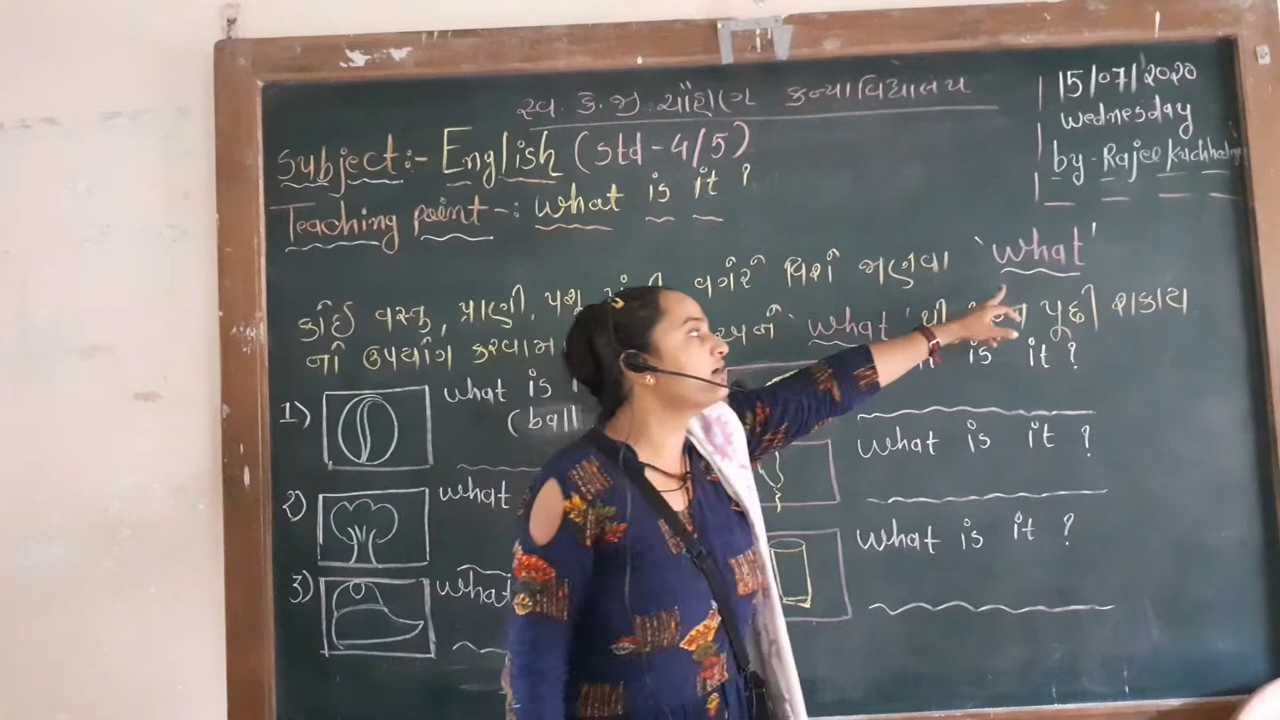 સ્વ. કે. જી. ચૌહાણ કન્યા વિદ્યાલય
15/07/2020
Wednesday
by - Rajee
Subject:- English (std - 4/5)
Teaching point -: what is it ?
કોઈ વસ્તુ, પ્રાણી, પશુ વગેરે વિશે જાણવા 'what'
નો ઉપયોગ કરવામાં 'what' થી પૂછી શકાય
1) what is
(ball
is it ?
2) what
what is it ?
3) what
what is it ?